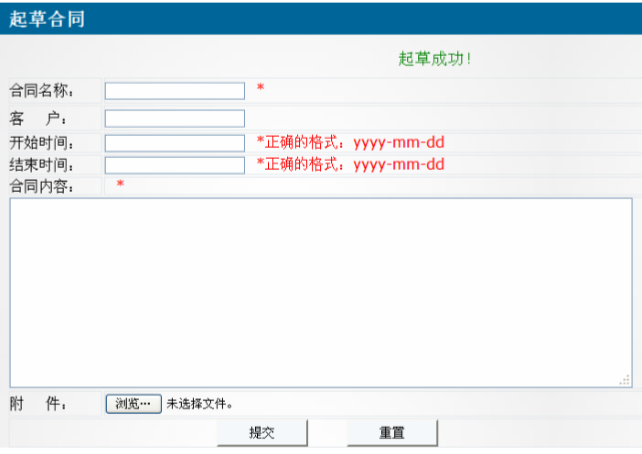 起草合同
起草成功!
合同名称： *
客 户：
开始时间： *正确的格式：yyyy-mm-dd
结束时间： *正确的格式：yyyy-mm-dd
合同内容： *
附 件： 浏览… 未选择文件。
提交 重置